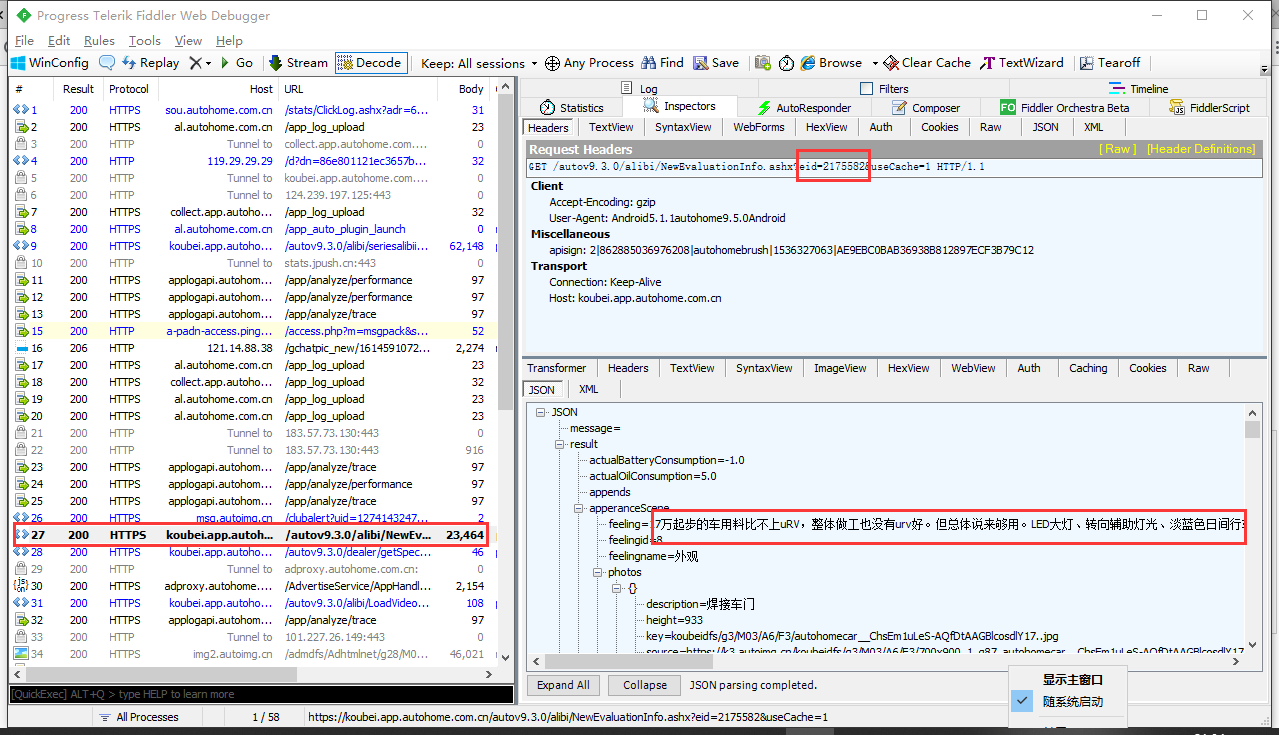 Progress Telerik Fiddler Web Debugger
File Edit Rules Tools View Help
WinConfig Replay Go Stream Decode Keep: All sessions Any Process Find Save Browse Clear Cache TextWizard Tearoff
# Result Protocol Host URL Body
1 200 HTTPS sou.autohome.com.cn /stats/ClickLog.ashx?adr=6... 31
2 200 HTTPS al.autohome.com.cn /app_log_upload 23
3 200 HTTP Tunnel to collect.app.autohome.com.... 0
4 200 HTTP 119.29.29.29 /d?dn=86e801121ec3657b... 32
5 200 HTTP Tunnel to koubei.app.autohome.com.... 0
6 200 HTTP Tunnel to 124.239.197.125:443 0
7 200 HTTPS collect.app.autoho... /app_log_upload 32
8 200 HTTPS al.autohome.com.cn /app_auto_plugin_launch 0
9 200 HTTPS koubei.app.autoho... /autov9.3.0/alibi/seriesalibii... 62,148
10 200 HTTP Tunnel to stats.jpush.cn:443 0
11 200 HTTPS applogapi.autohom... /app/analyze/performance 97
12 200 HTTPS applogapi.autohom... /app/analyze/performance 97
13 200 HTTPS applogapi.autohom... /app/analyze/trace 97
15 200 HTTP a-padn-access.ping... /access.php?m=msgpack&s... 52
16 206 HTTP 121.14.88.38 /gchatpic_new/1614591072... 2,274
17 200 HTTPS al.autohome.com.cn /app_log_upload 23
18 200 HTTPS collect.app.autoho... /app_log_upload 32
19 200 HTTPS al.autohome.com.cn /app_log_upload 23
20 200 HTTPS al.autohome.com.cn /app_log_upload 23
21 200 HTTP Tunnel to 183.57.73.130:443 0
22 200 HTTP Tunnel to 183.57.73.130:443 916
23 200 HTTPS applogapi.autohom... /app/analyze/trace 97
24 200 HTTPS applogapi.autohom... /app/analyze/performance 97
25 200 HTTPS applogapi.autohom... /app/analyze/trace 97
26 200 HTTPS msg.autoimg.cn /clubalert?uid=1274143247... 2
27 200 HTTPS koubei.app.autoh... /autov9.3.0/alibi/NewEv... 23,464
28 200 HTTPS koubei.app.autoho... /autov9.3.0/dealer/getSpec... 46
29 200 HTTP Tunnel to adproxy.autohome.com.cn: 0
30 200 HTTPS adproxy.autohome.... /AdvertiseService/AppHandl... 2,154
31 200 HTTPS koubei.app.autoho... /autov9.3.0/alibi/LoadVideo... 108
32 200 HTTPS applogapi.autohom... /app/analyze/trace 97
33 200 HTTP Tunnel to 101.227.26.149:443 0
34 200 HTTPS img2.autoimg.cn /admdfs/Adhtmlnet/g28/M0... 46,021
[QuickExec] ALT+Q > type HELP to learn more
All Processes 1 / 58 https://koubei.app.autohome.com.cn/autov9.3.0/alibi/NewEvaluationInfo.ashx?eid=2175582&useCache=1
Log Filters Timeline
Statistics Inspectors AutoResponder Composer FO Fiddler Orchestra Beta FiddlerScript
Headers TextView SyntaxView WebForms HexView Auth Cookies Raw JSON XML
Request Headers [ Raw ] [Header Definitions]
GET /autov9.3.0/alibi/NewEvaluationInfo.ashx?eid=2175582&useCache=1 HTTP/1.1
Client
Accept-Encoding: gzip
User-Agent: Android5.1.1autohome9.5.0Android
Miscellaneous
apisign: 2|862885036976208|autohomebrush|1536327063|AE9EBC0BAB36938B812897ECF3B79C12
Transport
Connection: Keep-Alive
Host: koubei.app.autohome.com.cn
Transformer Headers TextView SyntaxView ImageView HexView WebView Auth Caching Cookies Raw
JSON XML
JSON
message=
result
actualBatteryConsumption=-1.0
actualOilConsumption=5.0
appends
apperanceScene
feeling=17万起步的车用料比不上uRV，整体做工也没有urv好。但总体说来够用。LED大灯、转向辅助灯光、淡蓝色日间行
feelingid=8
feelingname=外观
photos
{}
description=焊接车门
height=933
key=koubeidfs/g3/M03/A6/F3/autohomecar__ChsEm1uLeS-AQfDtAAGBlcosdlY17..jpg
source=https://k3.autoimg.cn/koubeidfs/g3/M03/A6/F3/700x900_1_q87_autohomecar__ChsEm1uLeS-AQfDtAAGBlcosdlY17
Expand All Collapse JSON parsing completed.
显示主窗口
随系统启动